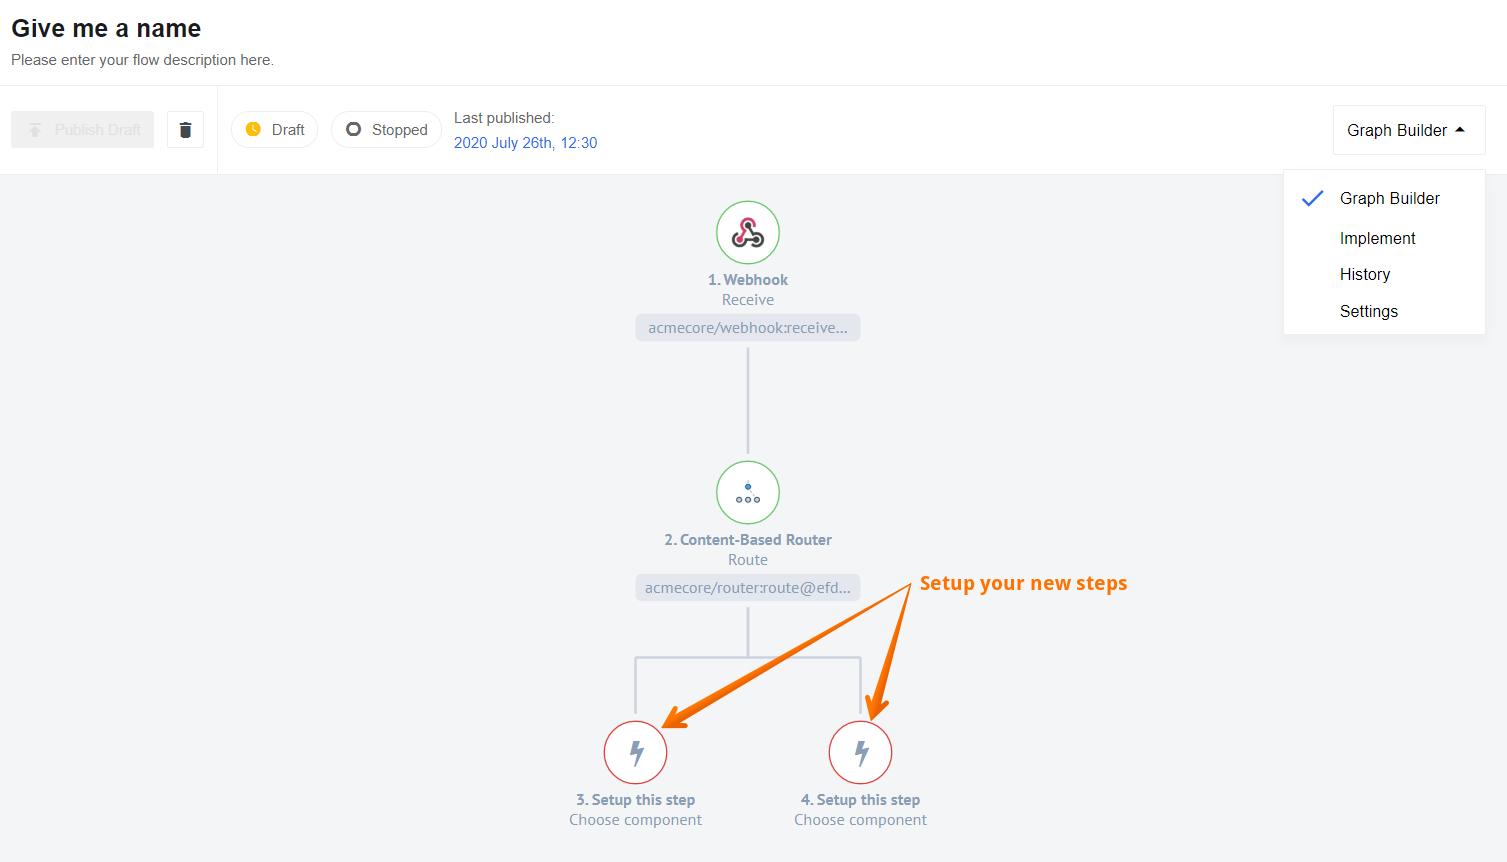 Give me a name
Please enter your flow description here.
Publish Draft
Draft
Stopped
Last published:
2020 July 26th, 12:30
Graph Builder
Graph Builder
Implement
History
Settings
1. Webhook
Receive
acmecore/webhook:receive...
2. Content-Based Router
Route
acmecore/router:route@efd...
Setup your new steps
3. Setup this step
Choose component
4. Setup this step
Choose component